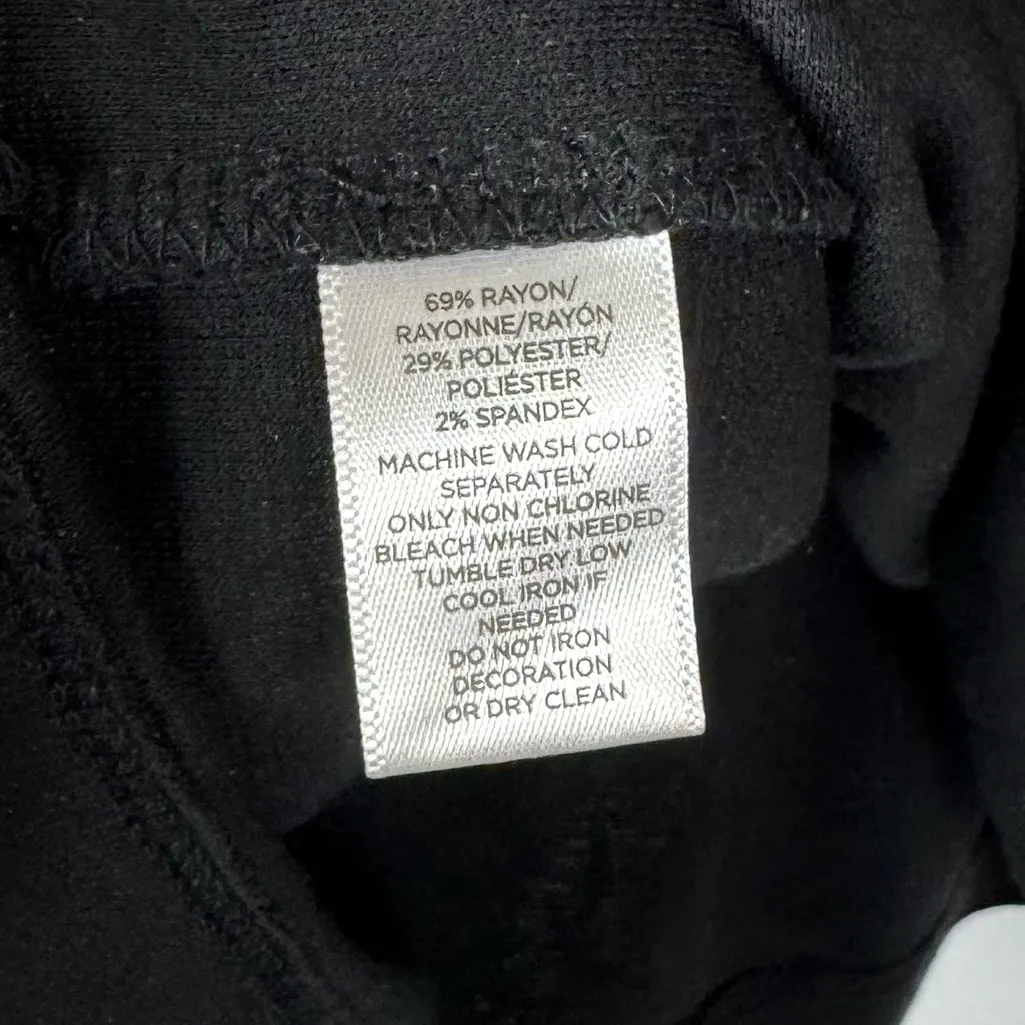 69% RAYON/
RAYONNE/RAYÓN
29% POLYESTER/
POLIÉSTER
2% SPANDEX
MACHINE WASH COLD
SEPARATELY
ONLY NON CHLORINE
BLEACH WHEN NEEDED
TUMBLE DRY LOW
COOL IRON IF
NEEDED
DO NOT IRON
DECORATION
OR DRY CLEAN